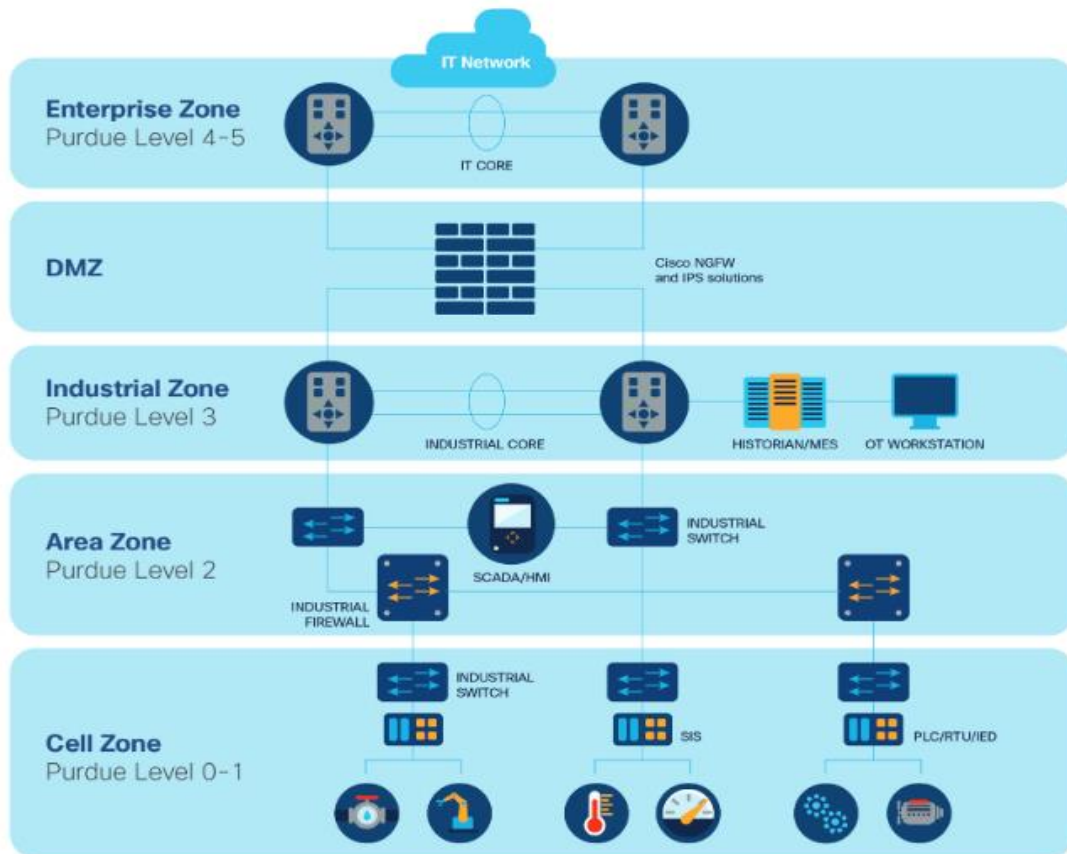 IT Network
Enterprise Zone
Purdue Level 4-5
IT CORE
DMZ
Cisco NGFW
and IPS solutions
Industrial Zone
Purdue Level 3
INDUSTRIAL CORE
HISTORIAN/MES
OT WORKSTATION
INDUSTRIAL
SWITCH
Area Zone
Purdue Level 2
SCADA/HMI
INDUSTRIAL
FIREWALL
INDUSTRIAL
SWITCH
Cell Zone
Purdue Level 0-1
SIS
PLC/RTU/IED